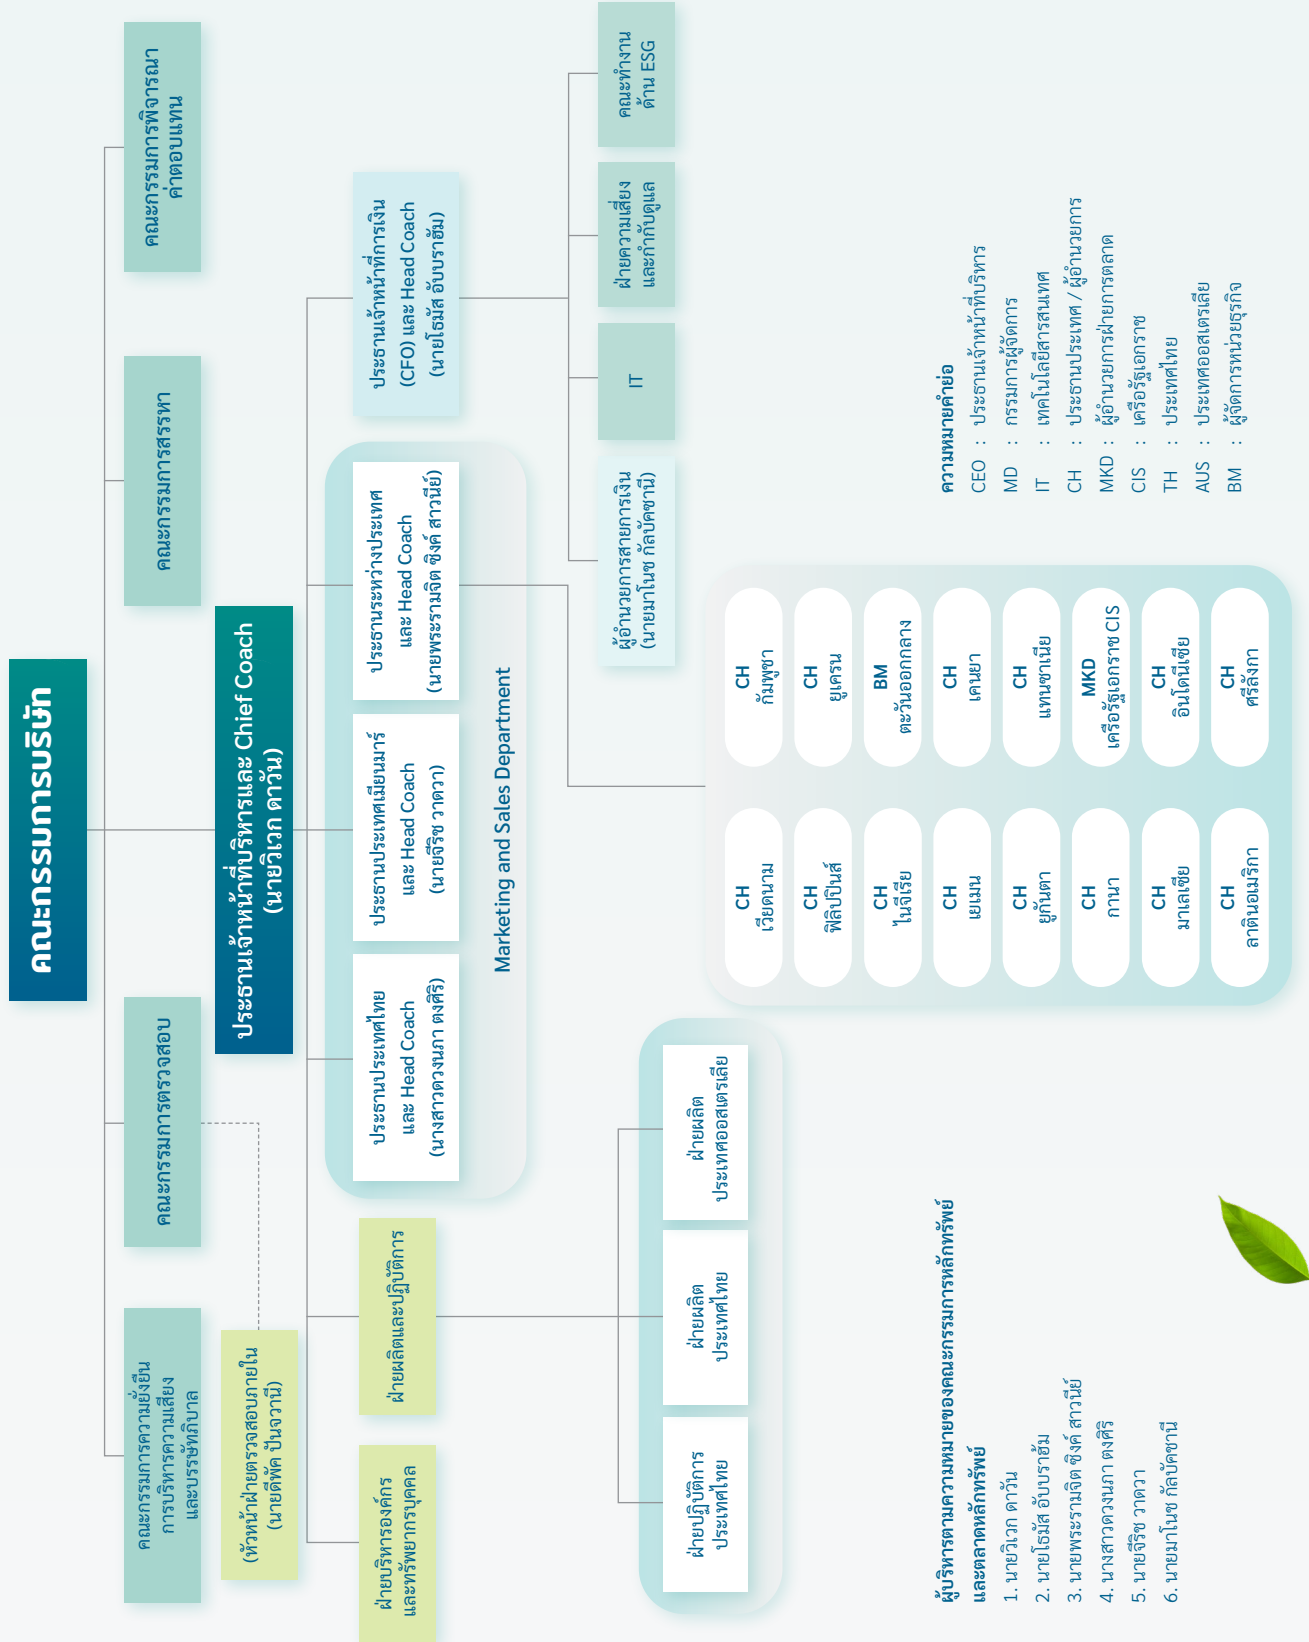 คณะกรรมการบริษัท
คณะกรรมการความยั่งยืน
การบริหารความเสี่ยง
และบรรษัทภิบาล
คณะกรรมการตรวจสอบ
คณะกรรมการสรรหา
คณะกรรมการพิจารณา
ค่าตอบแทน
(หัวหน้าฝ่ายตรวจสอบภายใน
(นายดีพัค ปันจวานี)
ประธานเจ้าหน้าที่บริหารและ Chief Coach
(นายวิเวก ดาวัน)
ฝ่ายบริหารองค์กร
และทรัพยากรบุคคล
ฝ่ายผลิตและปฏิบัติการ
ประธานประเทศไทย
และ Head Coach
(นางสาวดวงนภา ตงศิริ)
ประธานประเทศเมียนมาร์
และ Head Coach
(นายจีริช วาดวา)
ประธานระหว่างประเทศ
และ Head Coach
(นายพระรามจิต ซิงค์ สาวนีย์)
Marketing and Sales Department
ประธานเจ้าหน้าที่การเงิน
(CFO) และ Head Coach
(นายโธมัส อับบราฮัม)
ผู้อำนวยการสายการเงิน
(นายมาโนช กัลบัคชานี)
IT
ฝ่ายความเสี่ยง
และกำกับดูแล
คณะทำงาน
ด้าน ESG
ฝ่ายปฏิบัติการ
ประเทศไทย
ฝ่ายผลิต
ประเทศไทย
ฝ่ายผลิต
ประเทศออสเตรเลีย
CH
เวียดนาม
CH
กัมพูชา
CH
ฟิลิปปินส์
CH
ยูเครน
CH
ไนจีเรีย
BM
ตะวันออกกลาง
CH
เยเมน
CH
เคนยา
CH
ยูกันดา
CH
แทนซาเนีย
CH
กานา
MKD
เครือรัฐเอกราช CIS
CH
มาเลเซีย
CH
อินโดนีเซีย
CH
ลาตินอเมริกา
CH
ศรีลังกา
ผู้บริหารตามความหมายของคณะกรรมการหลักทรัพย์
และตลาดหลักทรัพย์
1. นายวิเวก ดาวัน
2. นายโธมัส อับบราฮัม
3. นายพระรามจิต ซิงค์ สาวนีย์
4. นางสาวดวงนภา ตงศิริ
5. นายจีริช วาดวา
6. นายมาโนช กัลบัคชานี
ความหมายคำย่อ
CEO : ประธานเจ้าหน้าที่บริหาร
MD : กรรมการผู้จัดการ
IT : เทคโนโลยีสารสนเทศ
CH : ประธานประเทศ / ผู้อำนวยการ
MKD : ผู้อำนวยการฝ่ายการตลาด
CIS : เครือรัฐเอกราช
TH : ประเทศไทย
AUS : ประเทศออสเตรเลีย
BM : ผู้จัดการหน่วยธุรกิจ